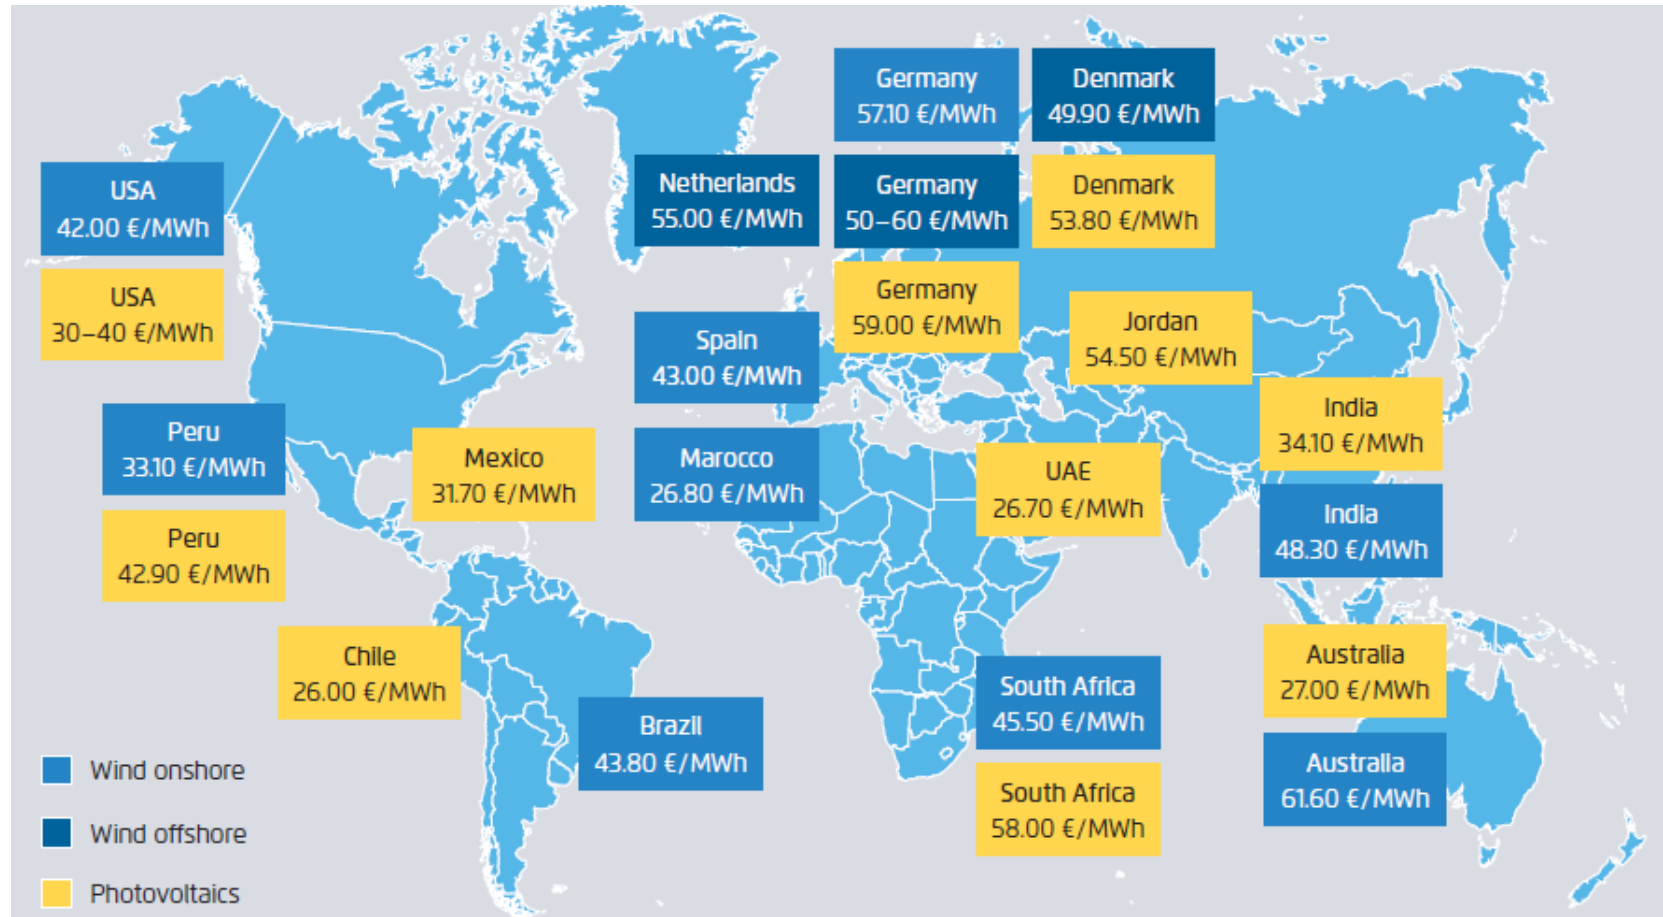 Germany
57.10 €/MWh
Denmark
49.90 €/MWh
USA
42.00 €/MWh
Netherlands
55.00 €/MWh
Germany
50–60 €/MWh
Denmark
53.80 €/MWh
USA
30–40 €/MWh
Germany
59.00 €/MWh
Spain
43.00 €/MWh
Jordan
54.50 €/MWh
Peru
33.10 €/MWh
Mexico
31.70 €/MWh
Marocco
26.80 €/MWh
UAE
26.70 €/MWh
India
34.10 €/MWh
Peru
42.90 €/MWh
India
48.30 €/MWh
Chile
26.00 €/MWh
Brazil
43.80 €/MWh
South Africa
45.50 €/MWh
Australia
27.00 €/MWh
South Africa
58.00 €/MWh
Australia
61.60 €/MWh
Wind onshore
Wind offshore
Photovoltaics